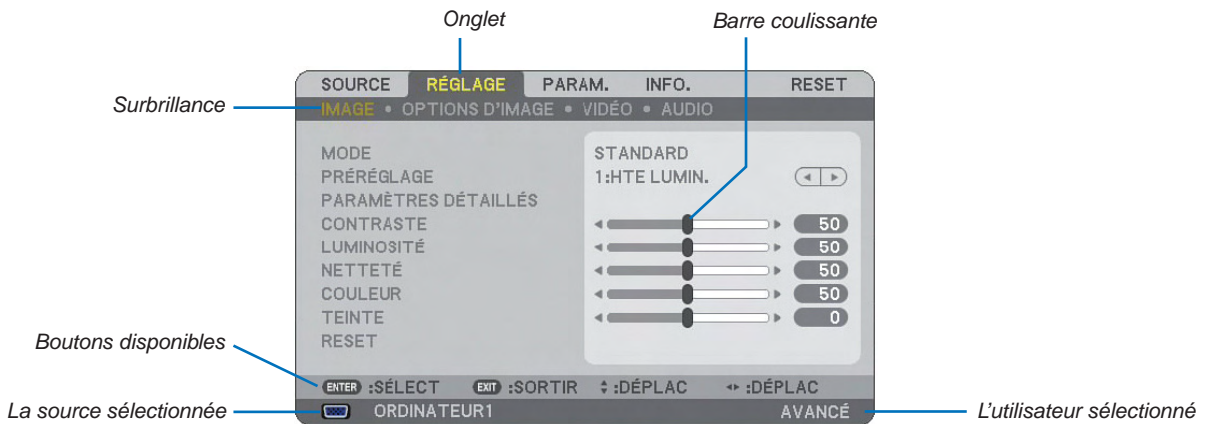 Onglet
Barre coulissante
SOURCE RÉGLAGE PARAM. INFO. RESET
Surbrillance
IMAGE • OPTIONS D'IMAGE • VIDÉO • AUDIO
MODE STANDARD
PRÉRÉGLAGE 1:HTE LUMIN.
PARAMÈTRES DÉTAILLÉS
CONTRASTE 50
LUMINOSITÉ 50
NETTETÉ 50
COULEUR 50
TEINTE 0
RESET
Boutons disponibles
ENTER :SÉLECT EXIT :SORTIR :DÉPLAC :DÉPLAC
La source sélectionnée
ORDINATEUR1 AVANCÉ
L'utilisateur sélectionné